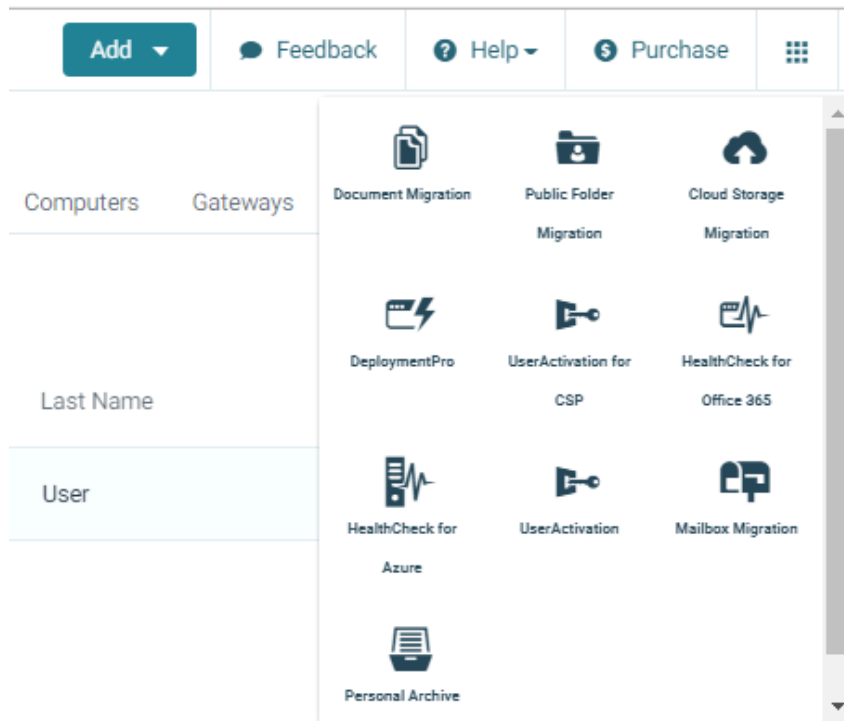 Add
Feedback
Help
Purchase
Computers
Gateways
Last Name
User
Document Migration
Public Folder
Migration
Cloud Storage
Migration
DeploymentPro
UserActivation for
CSP
HealthCheck for
Office 365
HealthCheck for
Azure
UserActivation
Mailbox Migration
Personal Archive